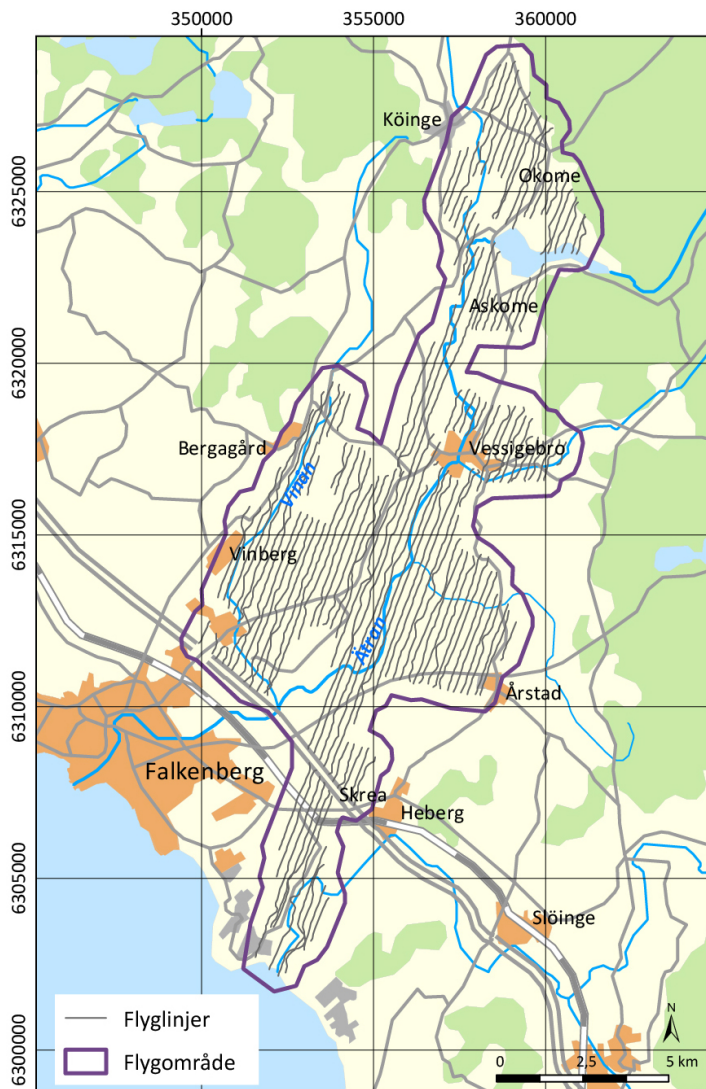 350000
355000
360000
6325000
6320000
6315000
6310000
6305000
6300000
Köinge
Okome
Askome
Bergagård
Vessigebro
Vinån
Vinberg
Ätran
Årstad
Falkenberg
Skrea
Heberg
Slöinge
Flyglinjer
Flygområde
N
0 2,5 5 km